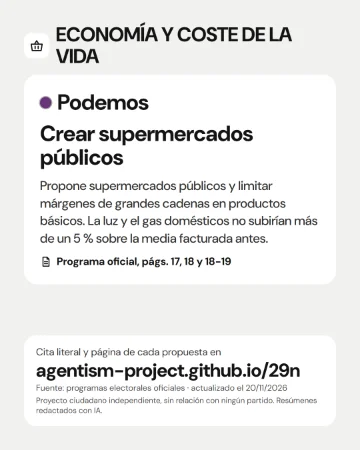 ECONOMÍA Y COSTE DE LA
VIDA
Podemos
Crear supermercados
públicos
Propone supermercados públicos y limitar
márgenes de grandes cadenas en productos
básicos. La luz y el gas domésticos no subirían más
de un 5 % sobre la media facturada antes.
Programa oficial, págs. 17, 18 y 18-19
Cita literal y página de cada propuesta en
agentism-project.github.io/29n
Fuente: programas electorales oficiales · actualizado el 20/11/2026
Proyecto ciudadano independiente, sin relación con ningún partido. Resúmenes
redactados con IA.